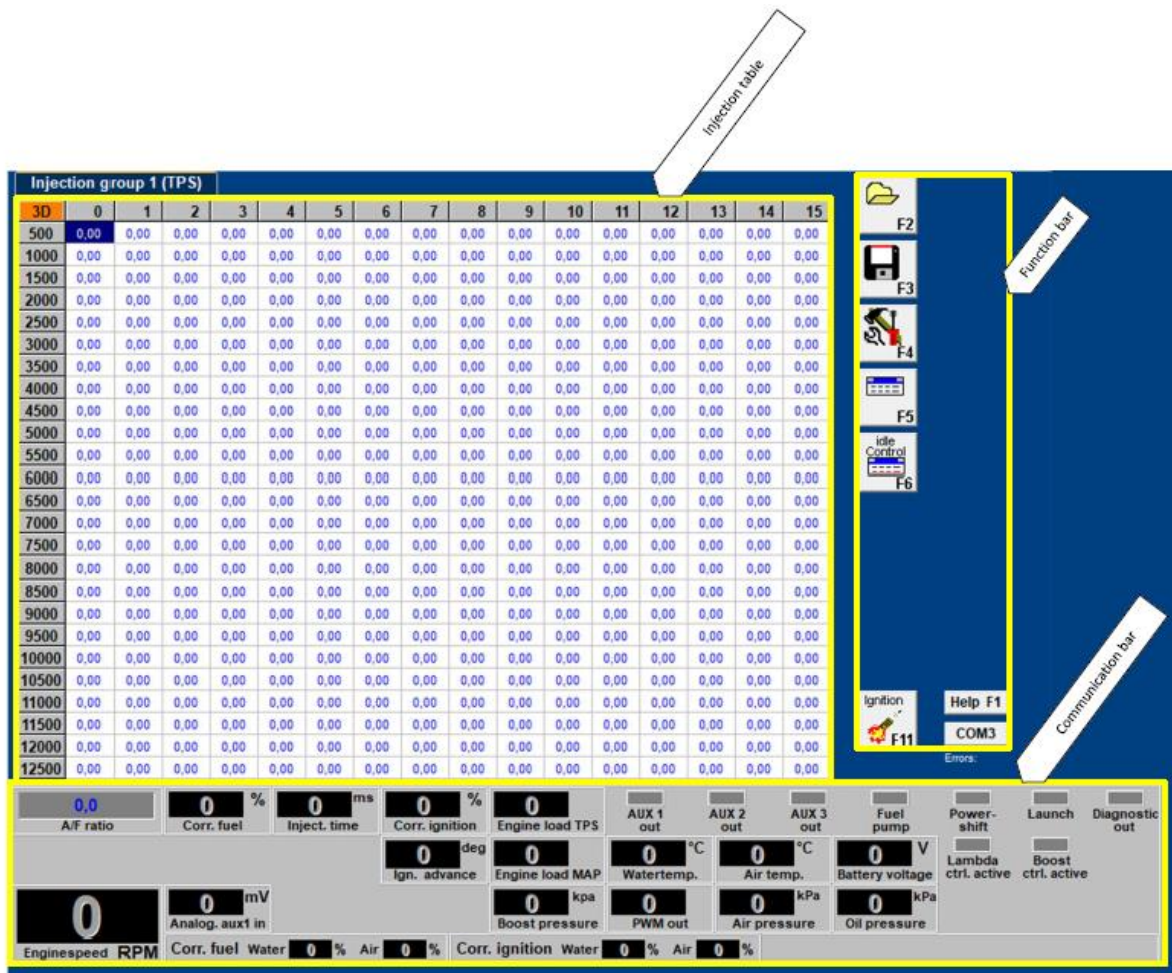 Injection table
Function bar
Communication bar
Injection group 1 (TPS)
3D 0 1 2 3 4 5 6 7 8 9 10 11 12 13 14 15
500 0,00 0,00 0,00 0,00 0,00 0,00 0,00 0,00 0,00 0,00 0,00 0,00 0,00 0,00 0,00 0,00
1000 0,00 0,00 0,00 0,00 0,00 0,00 0,00 0,00 0,00 0,00 0,00 0,00 0,00 0,00 0,00 0,00
1500 0,00 0,00 0,00 0,00 0,00 0,00 0,00 0,00 0,00 0,00 0,00 0,00 0,00 0,00 0,00 0,00
2000 0,00 0,00 0,00 0,00 0,00 0,00 0,00 0,00 0,00 0,00 0,00 0,00 0,00 0,00 0,00 0,00
2500 0,00 0,00 0,00 0,00 0,00 0,00 0,00 0,00 0,00 0,00 0,00 0,00 0,00 0,00 0,00 0,00
3000 0,00 0,00 0,00 0,00 0,00 0,00 0,00 0,00 0,00 0,00 0,00 0,00 0,00 0,00 0,00 0,00
3500 0,00 0,00 0,00 0,00 0,00 0,00 0,00 0,00 0,00 0,00 0,00 0,00 0,00 0,00 0,00 0,00
4000 0,00 0,00 0,00 0,00 0,00 0,00 0,00 0,00 0,00 0,00 0,00 0,00 0,00 0,00 0,00 0,00
4500 0,00 0,00 0,00 0,00 0,00 0,00 0,00 0,00 0,00 0,00 0,00 0,00 0,00 0,00 0,00 0,00
5000 0,00 0,00 0,00 0,00 0,00 0,00 0,00 0,00 0,00 0,00 0,00 0,00 0,00 0,00 0,00 0,00
5500 0,00 0,00 0,00 0,00 0,00 0,00 0,00 0,00 0,00 0,00 0,00 0,00 0,00 0,00 0,00 0,00
6000 0,00 0,00 0,00 0,00 0,00 0,00 0,00 0,00 0,00 0,00 0,00 0,00 0,00 0,00 0,00 0,00
6500 0,00 0,00 0,00 0,00 0,00 0,00 0,00 0,00 0,00 0,00 0,00 0,00 0,00 0,00 0,00 0,00
7000 0,00 0,00 0,00 0,00 0,00 0,00 0,00 0,00 0,00 0,00 0,00 0,00 0,00 0,00 0,00 0,00
7500 0,00 0,00 0,00 0,00 0,00 0,00 0,00 0,00 0,00 0,00 0,00 0,00 0,00 0,00 0,00 0,00
8000 0,00 0,00 0,00 0,00 0,00 0,00 0,00 0,00 0,00 0,00 0,00 0,00 0,00 0,00 0,00 0,00
8500 0,00 0,00 0,00 0,00 0,00 0,00 0,00 0,00 0,00 0,00 0,00 0,00 0,00 0,00 0,00 0,00
9000 0,00 0,00 0,00 0,00 0,00 0,00 0,00 0,00 0,00 0,00 0,00 0,00 0,00 0,00 0,00 0,00
9500 0,00 0,00 0,00 0,00 0,00 0,00 0,00 0,00 0,00 0,00 0,00 0,00 0,00 0,00 0,00 0,00
10000 0,00 0,00 0,00 0,00 0,00 0,00 0,00 0,00 0,00 0,00 0,00 0,00 0,00 0,00 0,00 0,00
10500 0,00 0,00 0,00 0,00 0,00 0,00 0,00 0,00 0,00 0,00 0,00 0,00 0,00 0,00 0,00 0,00
11000 0,00 0,00 0,00 0,00 0,00 0,00 0,00 0,00 0,00 0,00 0,00 0,00 0,00 0,00 0,00 0,00
11500 0,00 0,00 0,00 0,00 0,00 0,00 0,00 0,00 0,00 0,00 0,00 0,00 0,00 0,00 0,00 0,00
12000 0,00 0,00 0,00 0,00 0,00 0,00 0,00 0,00 0,00 0,00 0,00 0,00 0,00 0,00 0,00 0,00
12500 0,00 0,00 0,00 0,00 0,00 0,00 0,00 0,00 0,00 0,00 0,00 0,00 0,00 0,00 0,00 0,00
F2
F3
F4
F5
idle
Control
F6
Ignition
F11
Help F1
COM3
Errors:
0,0
A/F ratio
0 %
Corr. fuel
0 ms
Inject. time
0 %
Corr. ignition
0
Engine load TPS
AUX 1
out
AUX 2
out
AUX 3
out
Fuel
pump
Power-
shift
Launch
Diagnostic
out
0 deg
Ign. advance
0
Engine load MAP
0 °C
Watertemp.
0 °C
Air temp.
0 V
Battery voltage
Lambda
ctrl. active
Boost
ctrl. active
0
Enginespeed RPM
0 mV
Analog. aux1 in
0 kpa
Boost pressure
0
PWM out
0 kPa
Air pressure
0 kPa
Oil pressure
Corr. fuel Water 0 % Air 0 % Corr. ignition Water 0 % Air 0 %